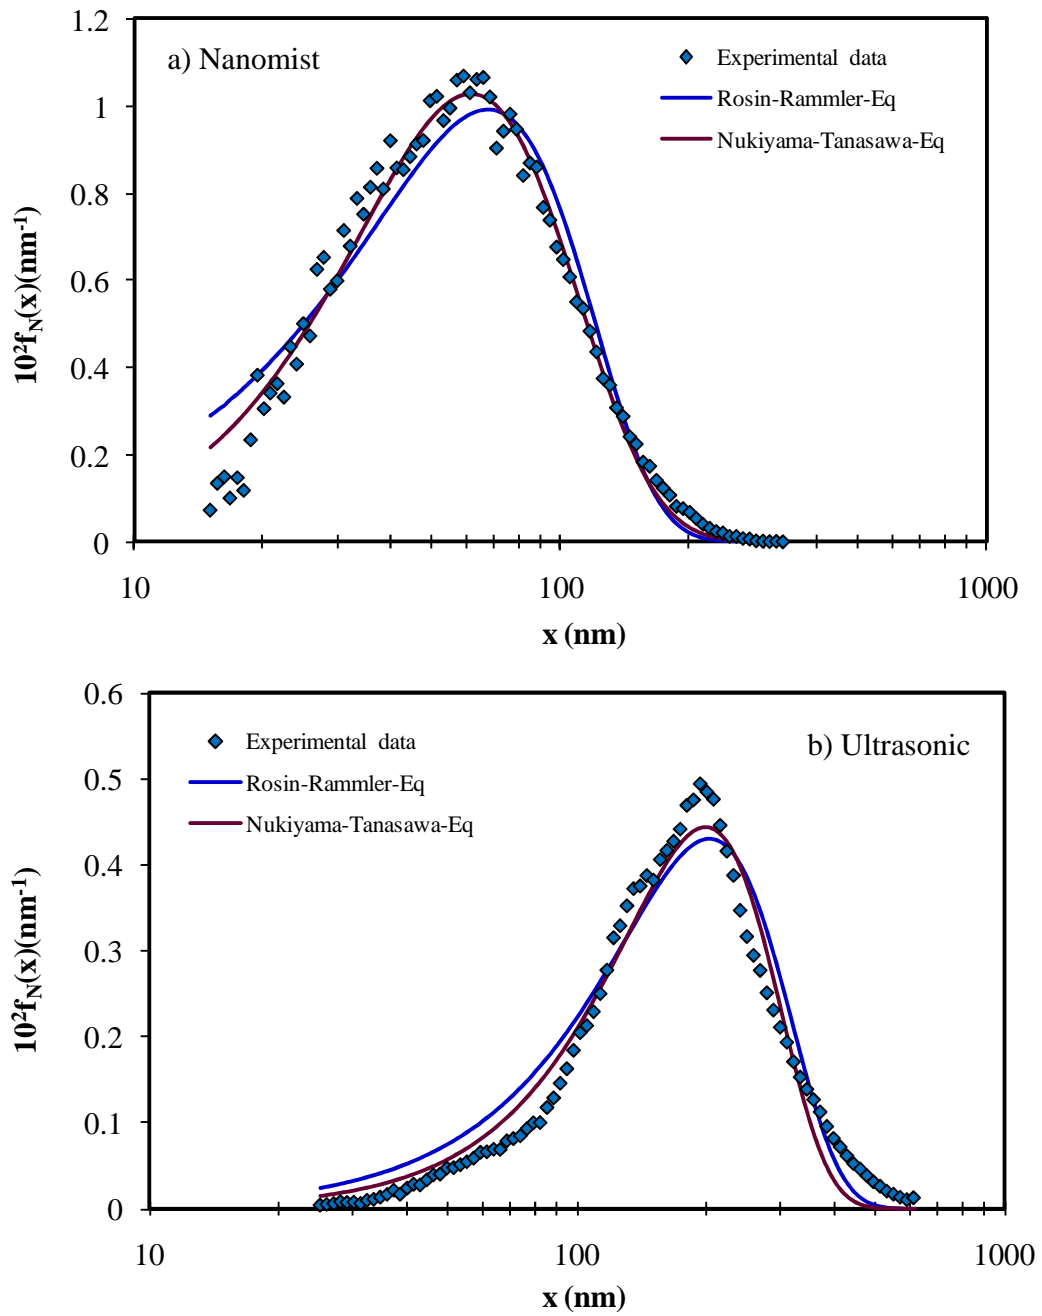 1.2
a) Nanomist
Experimental data
Rosin-Rammler-Eq
Nukiyama-Tanasawa-Eq
1
0.8
0.6
0.4
0.2
0
10²f_N(x)(nm⁻¹)
10
100
1000
x (nm)
0.6
Experimental data
Rosin-Rammler-Eq
Nukiyama-Tanasawa-Eq
b) Ultrasonic
0.5
0.4
0.3
0.2
0.1
0
10²f_N(x)(nm⁻¹)
10
100
1000
x (nm)